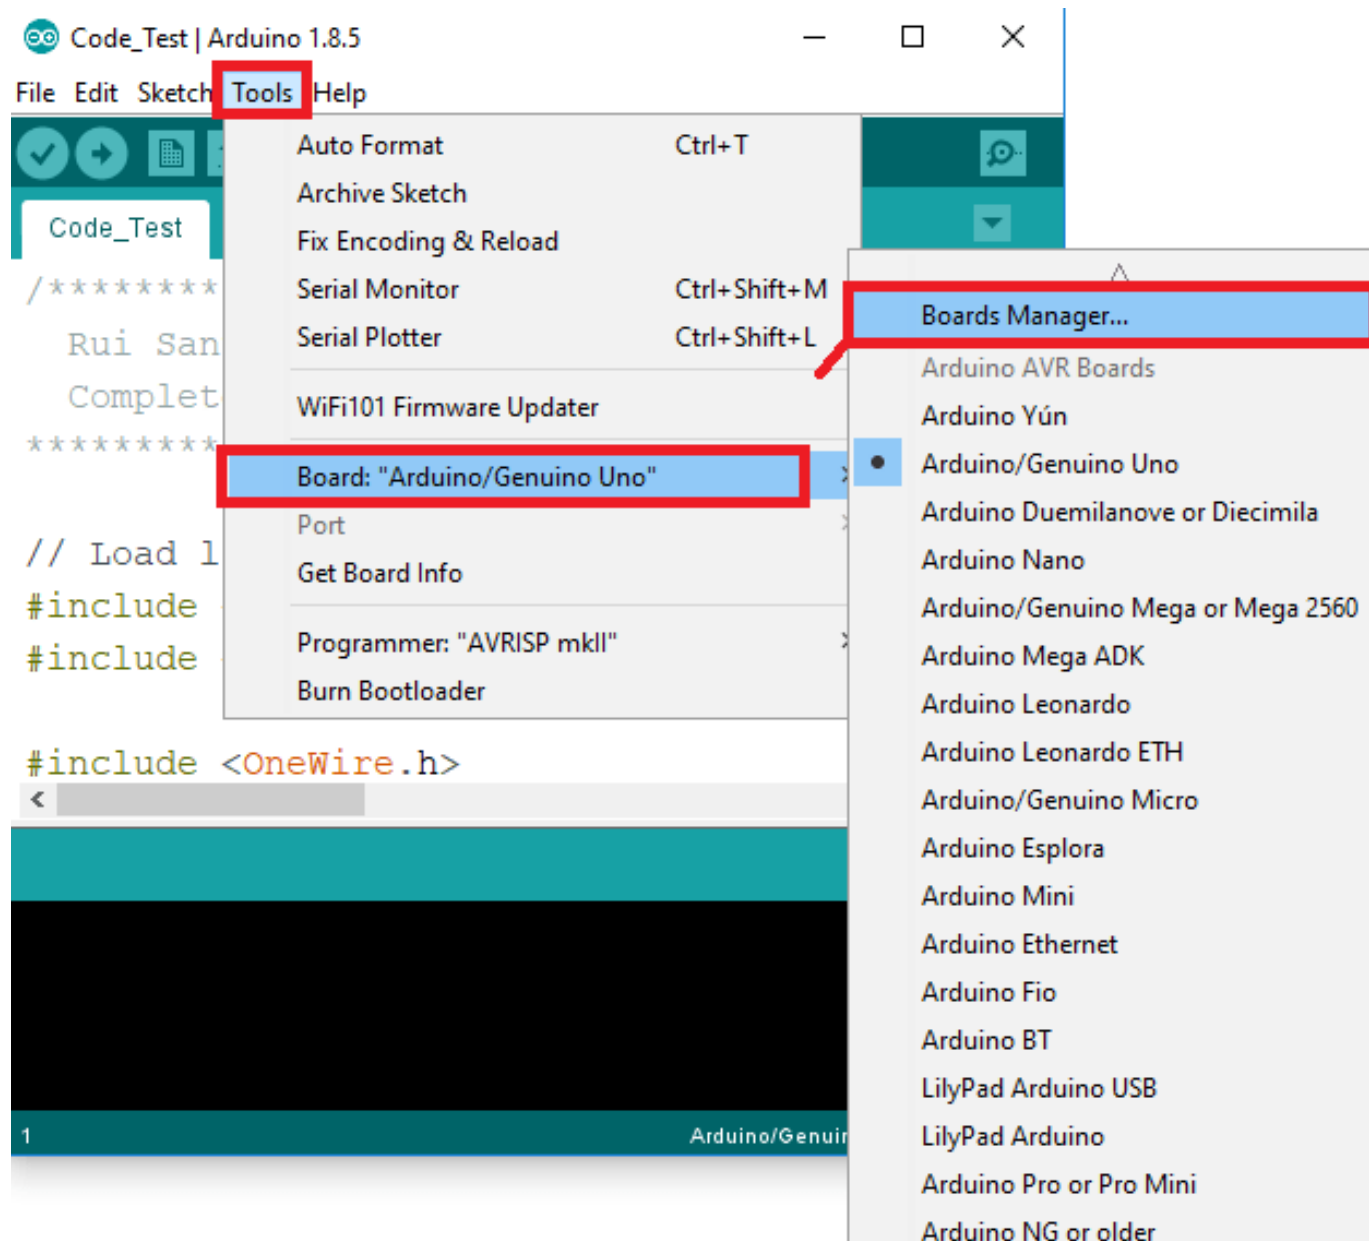 Code_Test | Arduino 1.8.5
File Edit Sketch Tools Help
Auto Format Ctrl+T
Archive Sketch
Fix Encoding & Reload
Serial Monitor Ctrl+Shift+M
Serial Plotter Ctrl+Shift+L
WiFi101 Firmware Updater
Board: "Arduino/Genuino Uno"
Port
Get Board Info
Programmer: "AVRISP mkII"
Burn Bootloader
Boards Manager...
Arduino AVR Boards
Arduino Yún
Arduino/Genuino Uno
Arduino Duemilanove or Diecimila
Arduino Nano
Arduino/Genuino Mega or Mega 2560
Arduino Mega ADK
Arduino Leonardo
Arduino Leonardo ETH
Arduino/Genuino Micro
Arduino Esplora
Arduino Mini
Arduino Ethernet
Arduino Fio
Arduino BT
LilyPad Arduino USB
LilyPad Arduino
Arduino Pro or Pro Mini
Arduino NG or older
Code_Test
/*********
Rui San
Complet
*********
// Load l
#include
#include
#include <OneWire.h>
1
Arduino/Genui